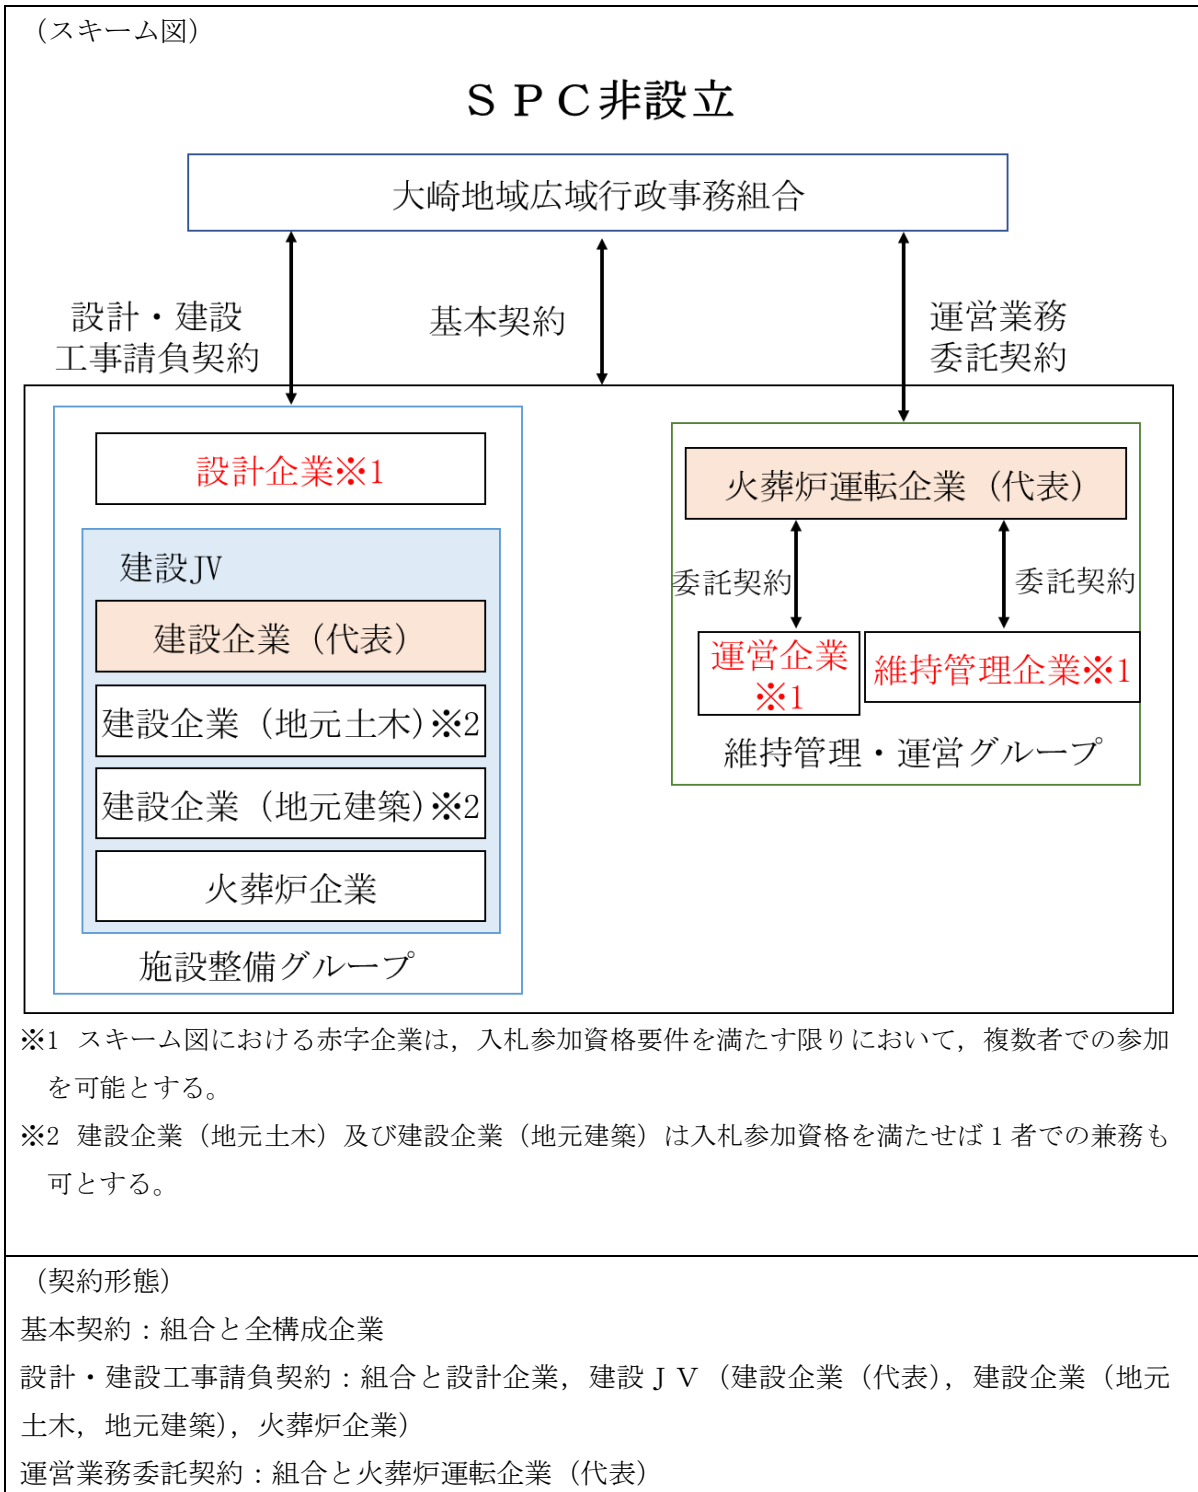 （スキーム図）
ＳＰＣ非設立
大崎地域広域行政事務組合
設計・建設
工事請負契約
基本契約
運営業務
委託契約
設計企業※1
建設JV
建設企業（代表）
建設企業（地元土木）※2
建設企業（地元建築）※2
火葬炉企業
施設整備グループ
火葬炉運転企業（代表）
委託契約
委託契約
運営企業
※1
維持管理企業※1
維持管理・運営グループ
※1 スキーム図における赤字企業は，入札参加資格要件を満たす限りにおいて，複数者での参加
を可能とする。
※2 建設企業（地元土木）及び建設企業（地元建築）は入札参加資格を満たせば１者での兼務も
可とする。
（契約形態）
基本契約：組合と全構成企業
設計・建設工事請負契約：組合と設計企業，建設ＪＶ（建設企業（代表），建設企業（地元
土木，地元建築），火葬炉企業）
運営業務委託契約：組合と火葬炉運転企業（代表）